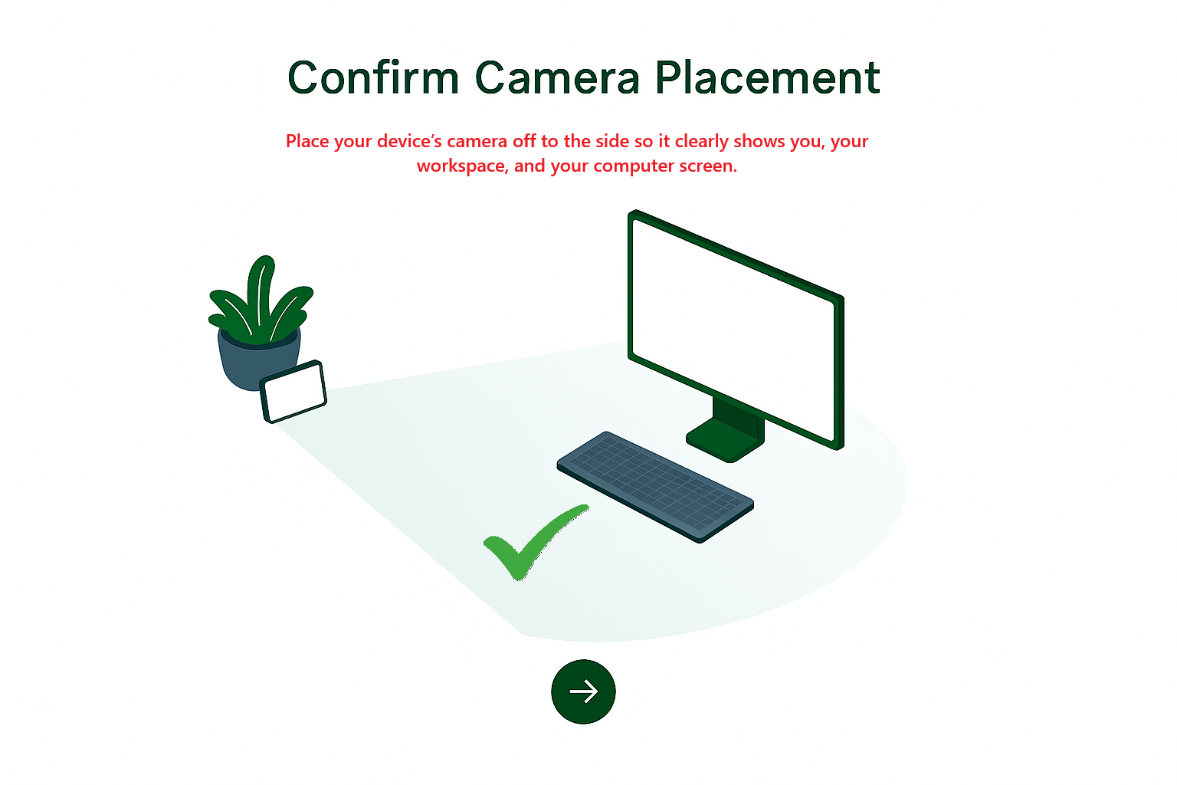 Confirm Camera Placement
Place your device’s camera off to the side so it clearly shows you, your
workspace, and your computer screen.